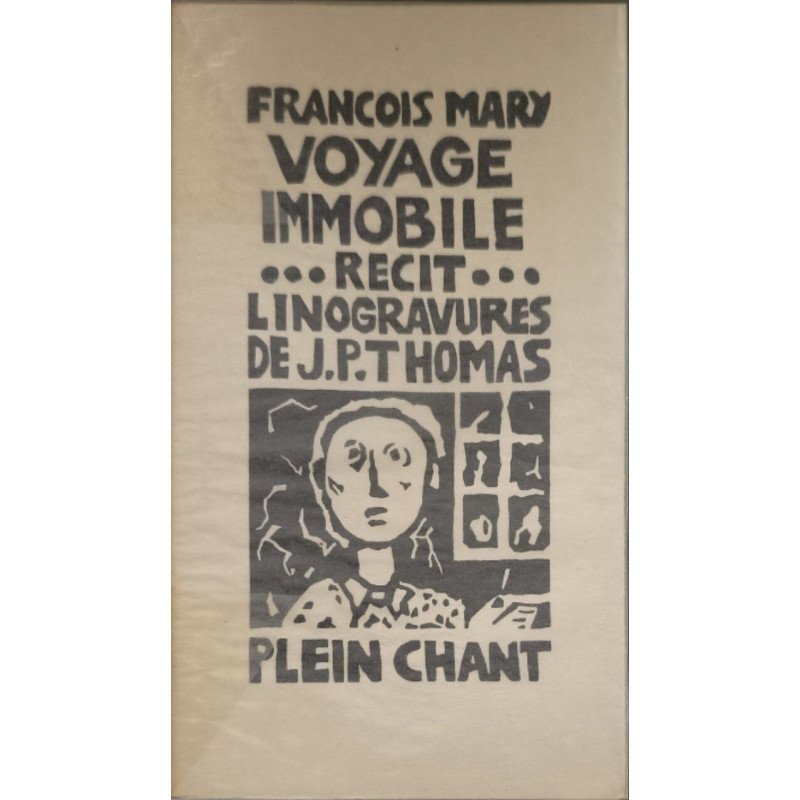 FRANCOIS MARY
VOYAGE
IMMOBILE
•••RECIT•••
LINOGRAVURES
DE J.P.THOMAS
PLEIN CHANT